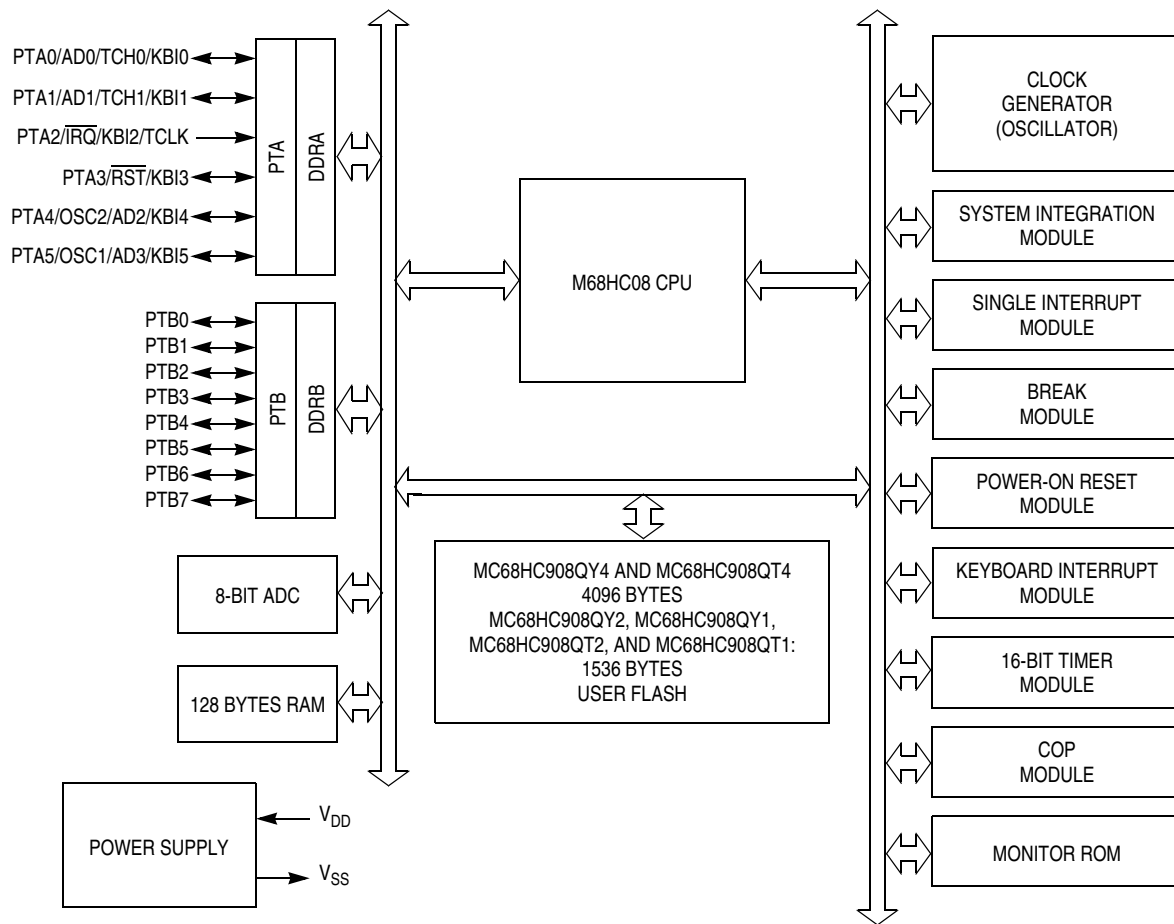 PTA0/AD0/TCH0/KBI0
PTA1/AD1/TCH1/KBI1
PTA2/I̅R̅Q̅/KBI2/TCLK
PTA3/R̅S̅T̅/KBI3
PTA4/OSC2/AD2/KBI4
PTA5/OSC1/AD3/KBI5
PTA
DDRA
PTB0
PTB1
PTB2
PTB3
PTB4
PTB5
PTB6
PTB7
PTB
DDRB
8-BIT ADC
128 BYTES RAM
POWER SUPPLY
VDD
VSS
M68HC08 CPU
MC68HC908QY4 AND MC68HC908QT4
4096 BYTES
MC68HC908QY2, MC68HC908QY1,
MC68HC908QT2, AND MC68HC908QT1:
1536 BYTES
USER FLASH
CLOCK
GENERATOR
(OSCILLATOR)
SYSTEM INTEGRATION
MODULE
SINGLE INTERRUPT
MODULE
BREAK
MODULE
POWER-ON RESET
MODULE
KEYBOARD INTERRUPT
MODULE
16-BIT TIMER
MODULE
COP
MODULE
MONITOR ROM